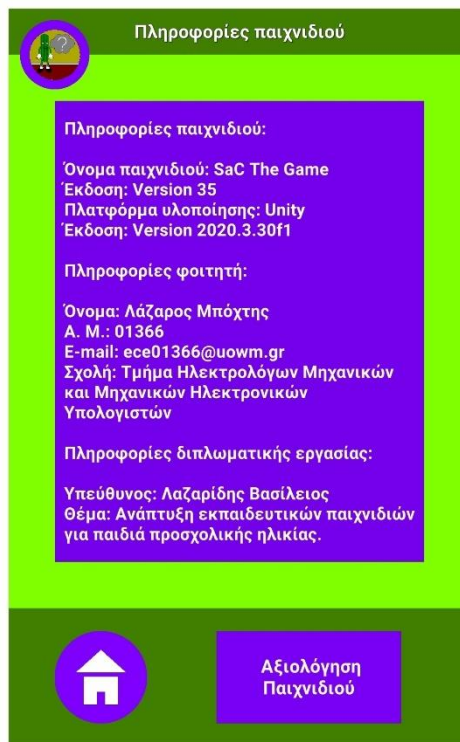 Πληροφορίες παιχνιδιού
Πληροφορίες παιχνιδιού:
Όνομα παιχνιδιού: SaC The Game
Έκδοση: Version 35
Πλατφόρμα υλοποίησης: Unity
Έκδοση: Version 2020.3.30f1
Πληροφορίες φοιτητή:
Όνομα: Λάζαρος Μπόχτης
Α. Μ.: 01366
E-mail: ece01366@uowm.gr
Σχολή: Τμήμα Ηλεκτρολόγων Μηχανικών
και Μηχανικών Ηλεκτρονικών
Υπολογιστών
Πληροφορίες διπλωματικής εργασίας:
Υπεύθυνος: Λαζαρίδης Βασίλειος
Θέμα: Ανάπτυξη εκπαιδευτικών παιχνιδιών
για παιδιά προσχολικής ηλικίας.
Αξιολόγηση
Παιχνιδιού